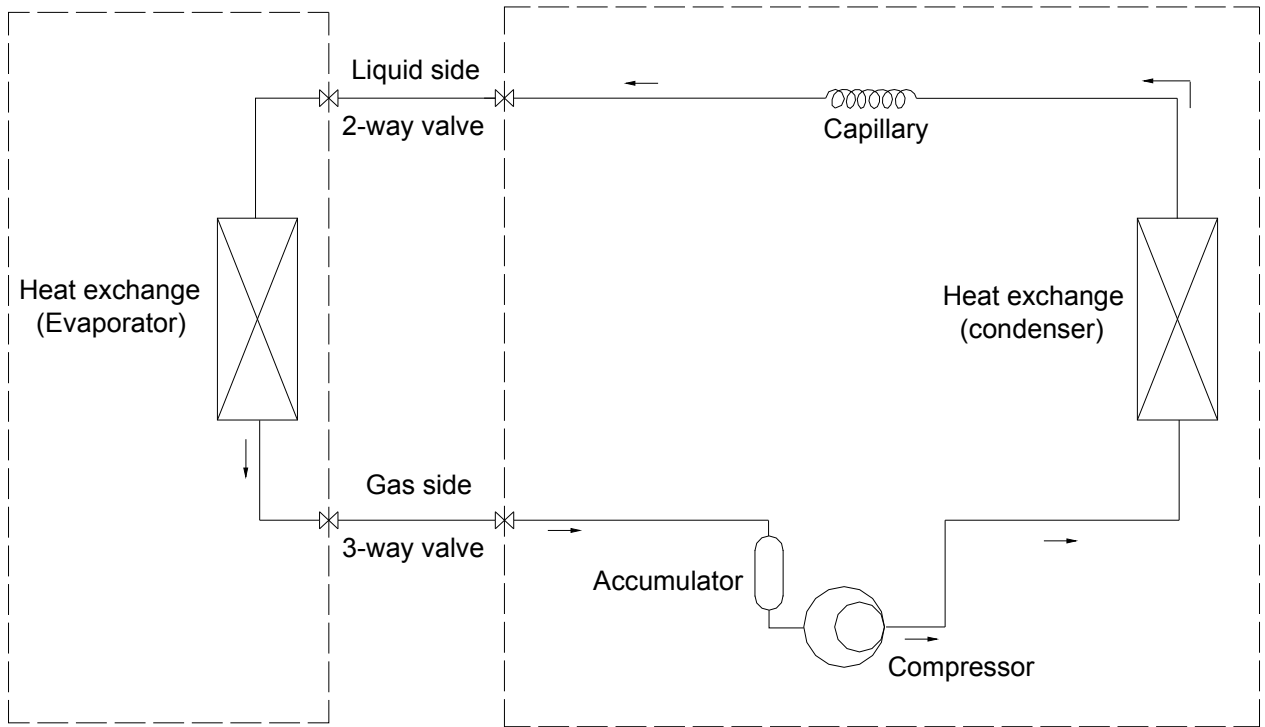 Liquid side
2-way valve
Capillary
Heat exchange
(Evaporator)
Heat exchange
(condenser)
Gas side
3-way valve
Accumulator
Compressor